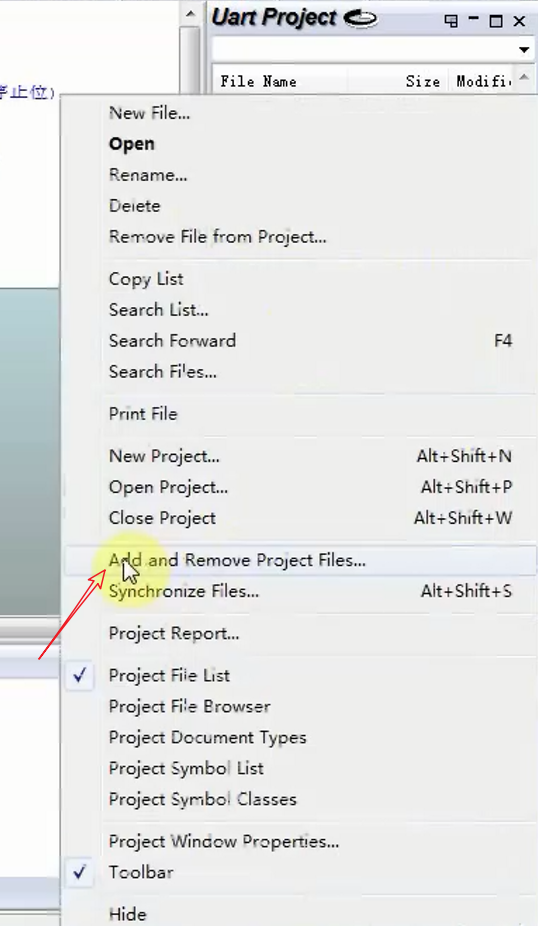 Uart Project
File Name Size Modifi
停止位)
New File...
Open
Rename...
Delete
Remove File from Project...
Copy List
Search List...
Search Forward F4
Search Files...
Print File
New Project... Alt+Shift+N
Open Project... Alt+Shift+P
Close Project Alt+Shift+W
Add and Remove Project Files...
Synchronize Files... Alt+Shift+S
Project Report...
Project File List
Project File Browser
Project Document Types
Project Symbol List
Project Symbol Classes
Project Window Properties...
Toolbar
Hide